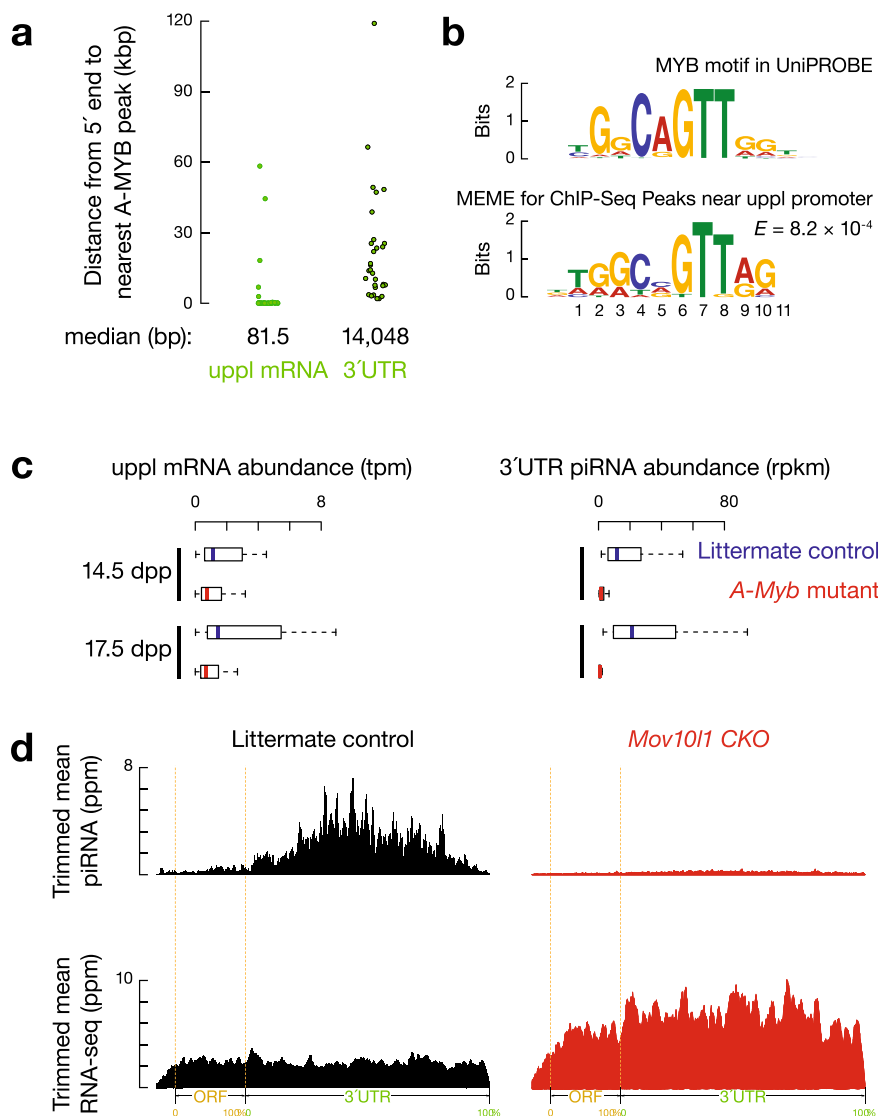 a
Distance from 5´ end to
nearest A-MYB peak (kbp)
120
90
60
30
0
median (bp):
81.5
14,048
uppl mRNA
3´UTR
b
MYB motif in UniPROBE
Bits
2
1
0
MEME for ChIP-Seq Peaks near uppl promoter
E = 8.2 × 10⁻⁴
Bits
2
1
0
1 2 3 4 5 6 7 8 9 10 11
c
uppl mRNA abundance (tpm)
0 8
14.5 dpp
17.5 dpp
3´UTR piRNA abundance (rpkm)
0 80
Littermate control
A-Myb mutant
d
Littermate control
Mov10l1 CKO
Trimmed mean
piRNA (ppm)
8
Trimmed mean
RNA-seq (ppm)
10
ORF 3´UTR
0 100% 0 100%
ORF 3´UTR
0 100% 0 100%